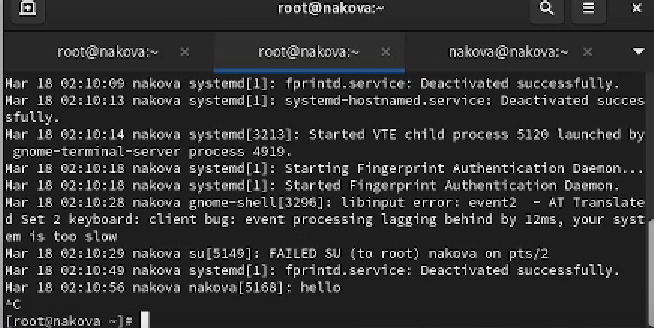 root@nakova:~
root@nakova:~ × root@nakova:~ × nakova@nakova:~ ×
Mar 18 02:10:09 nakova systemd[1]: fprintd.service: Deactivated successfully.
Mar 18 02:10:13 nakova systemd[1]: systemd-hostnamed.service: Deactivated succes
sfully.
Mar 18 02:10:14 nakova systemd[3213]: Started VTE child process 5120 launched by
gnome-terminal-server process 4919.
Mar 18 02:10:18 nakova systemd[1]: Starting Fingerprint Authentication Daemon...
Mar 18 02:10:18 nakova systemd[1]: Started Fingerprint Authentication Daemon.
Mar 18 02:10:28 nakova gnome-shell[3296]: libinput error: event2  - AT Translate
d Set 2 keyboard: client bug: event processing lagging behind by 12ms, your syst
em is too slow
Mar 18 02:10:29 nakova su[5149]: FAILED SU (to root) nakova on pts/2
Mar 18 02:10:49 nakova systemd[1]: fprintd.service: Deactivated successfully.
Mar 18 02:10:56 nakova nakova[5168]: hello
^C
[root@nakova ~]#